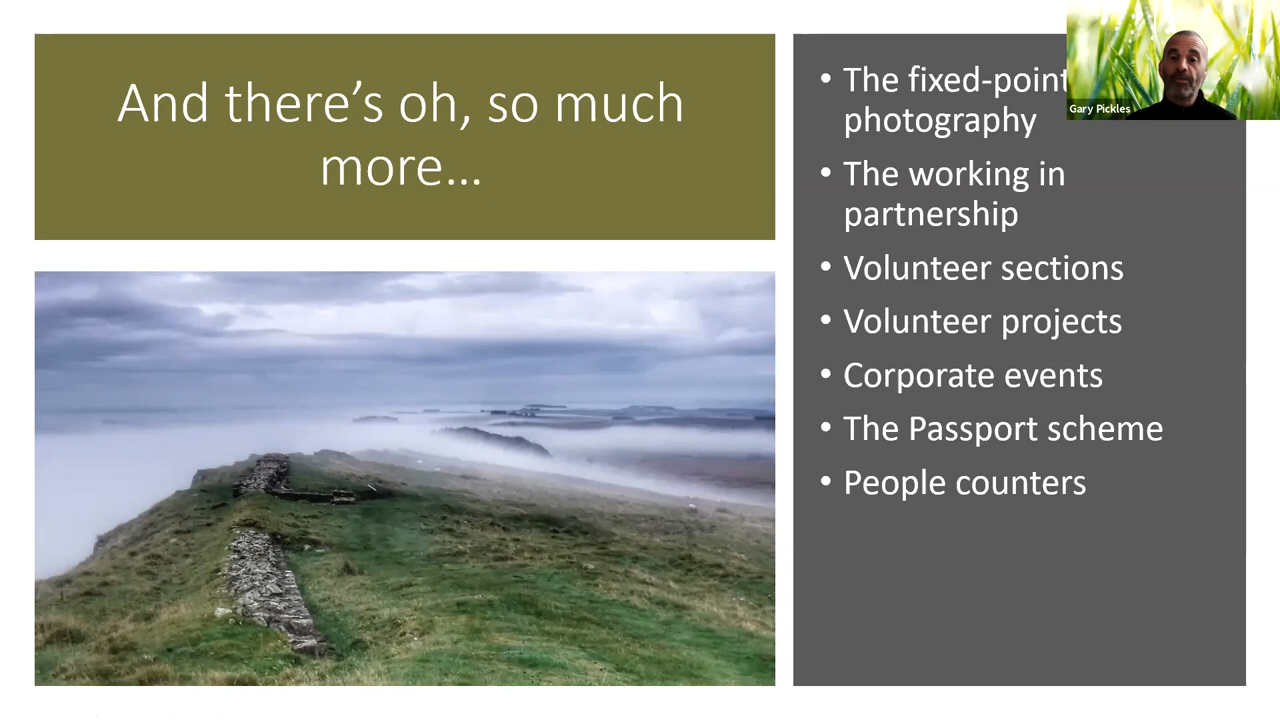 And there's oh, so much
more...
• The fixed-point
photography
• The working in
partnership
• Volunteer sections
• Volunteer projects
• Corporate events
• The Passport scheme
• People counters
Gary Pickles